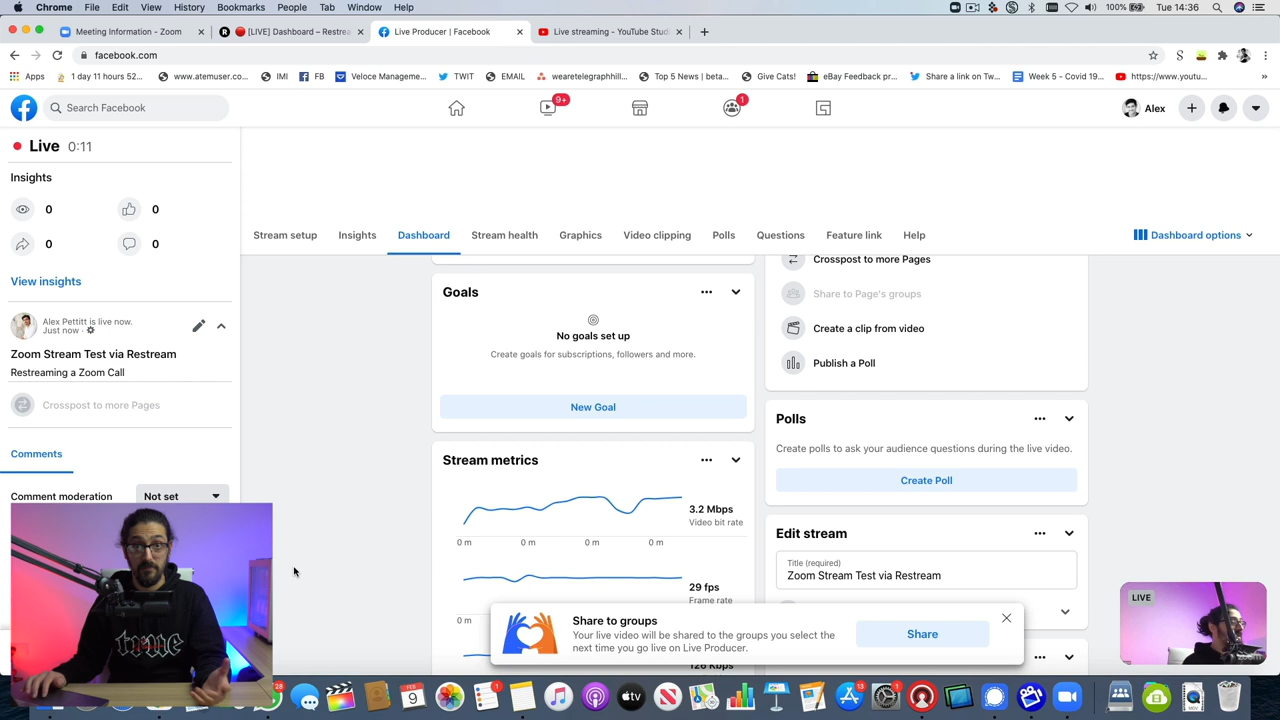 Chrome File Edit View History Bookmarks People Tab Window Help 100% Tue 14:36
Meeting Information - Zoom [LIVE] Dashboard – Restrea Live Producer | Facebook Live streaming - YouTube Studi
facebook.com
Apps 1 day 11 hours 52... www.atemuser.co... IMI FB Veloce Manageme... TWIT EMAIL wearetelegraphhill... Top 5 News | beta... Give Cats! eBay Feedback pr... Share a link on Tw... Week 5 - Covid 19... https://www.youtu... »
Search Facebook 9+ 1 Alex
Live 0:11
Insights
0 0
0 0
View insights
Stream setup Insights Dashboard Stream health Graphics Video clipping Polls Questions Feature link Help Dashboard options
Alex Pettitt is live now.
Just now
Zoom Stream Test via Restream
Restreaming a Zoom Call
Crosspost to more Pages
Comments
Comment moderation Not set
Goals
No goals set up
Create goals for subscriptions, followers and more.
New Goal
Stream metrics
3.2 Mbps
Video bit rate
0 m 0 m 0 m 0 m
29 fps
Frame rate
0 m
126 Kbps
Crosspost to more Pages
Share to Page's groups
Create a clip from video
Publish a Poll
Polls
Create polls to ask your audience questions during the live video.
Create Poll
Edit stream
Title (required)
Zoom Stream Test via Restream
Share to groups
Your live video will be shared to the groups you select the
next time you go live on Live Producer.
Share
LIVE
zoom